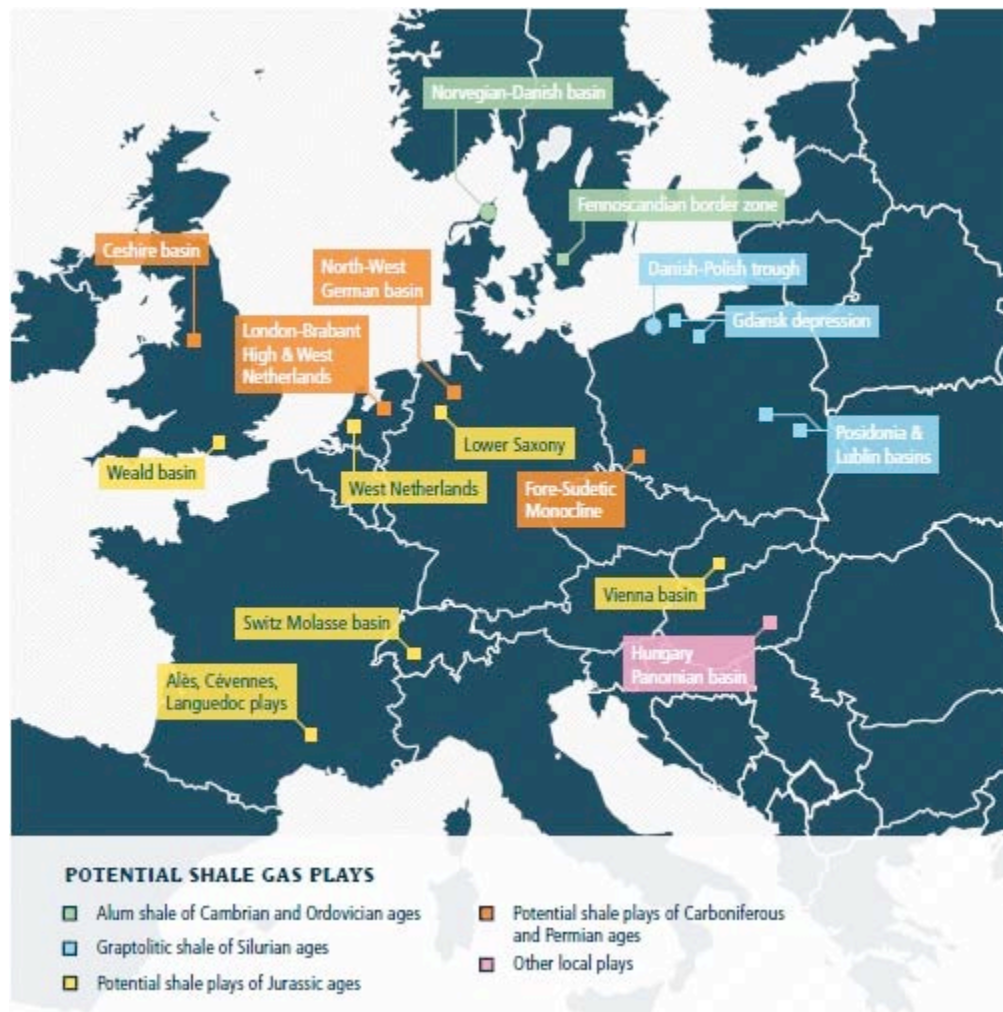 Norwegian-Danish basin
Fennoscandian border zone
Ceshire basin
North-West
German basin
Danish-Polish trough
Gdansk depression
London-Brabant
High & West
Netherlands
Posidonia &
Lublin basins
Lower Saxony
Weald basin
West Netherlands
Fore-Sudetic
Monocline
Vienna basin
Switz Molasse basin
Hungary
Panomian basin
Alès, Cévennes,
Languedoc plays
POTENTIAL SHALE GAS PLAYS
Alum shale of Cambrian and Ordovician ages
Graptolitic shale of Silurian ages
Potential shale plays of Jurassic ages
Potential shale plays of Carboniferous
and Permian ages
Other local plays